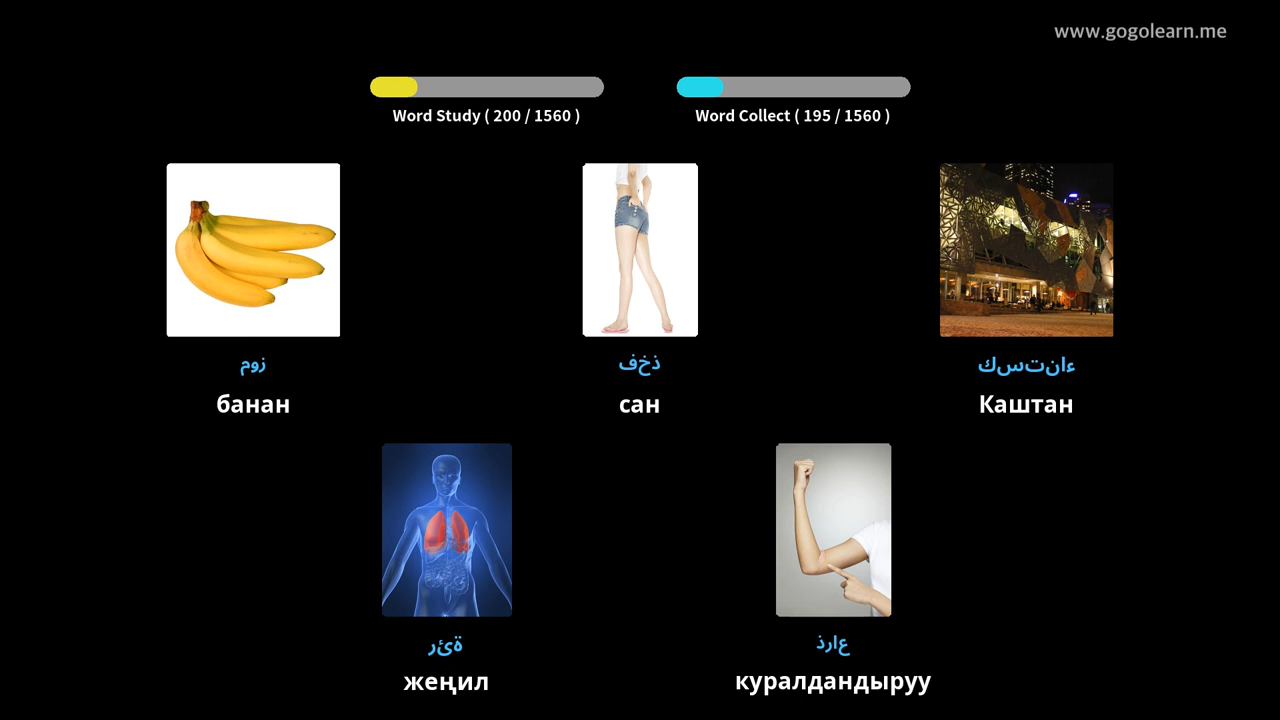 www.gogolearn.me
Word Study ( 200 / 1560 )
Word Collect ( 195 / 1560 )
زوم
ذخف
ءانتسك
банан
сан
Каштан
ةئر
عارذ
жеңил
куралдандыруу